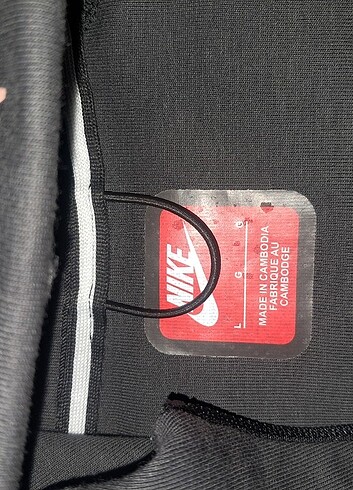 NIKE
L G G
MADE IN CAMBODIA
FABRIQUE AU
CAMBODGE